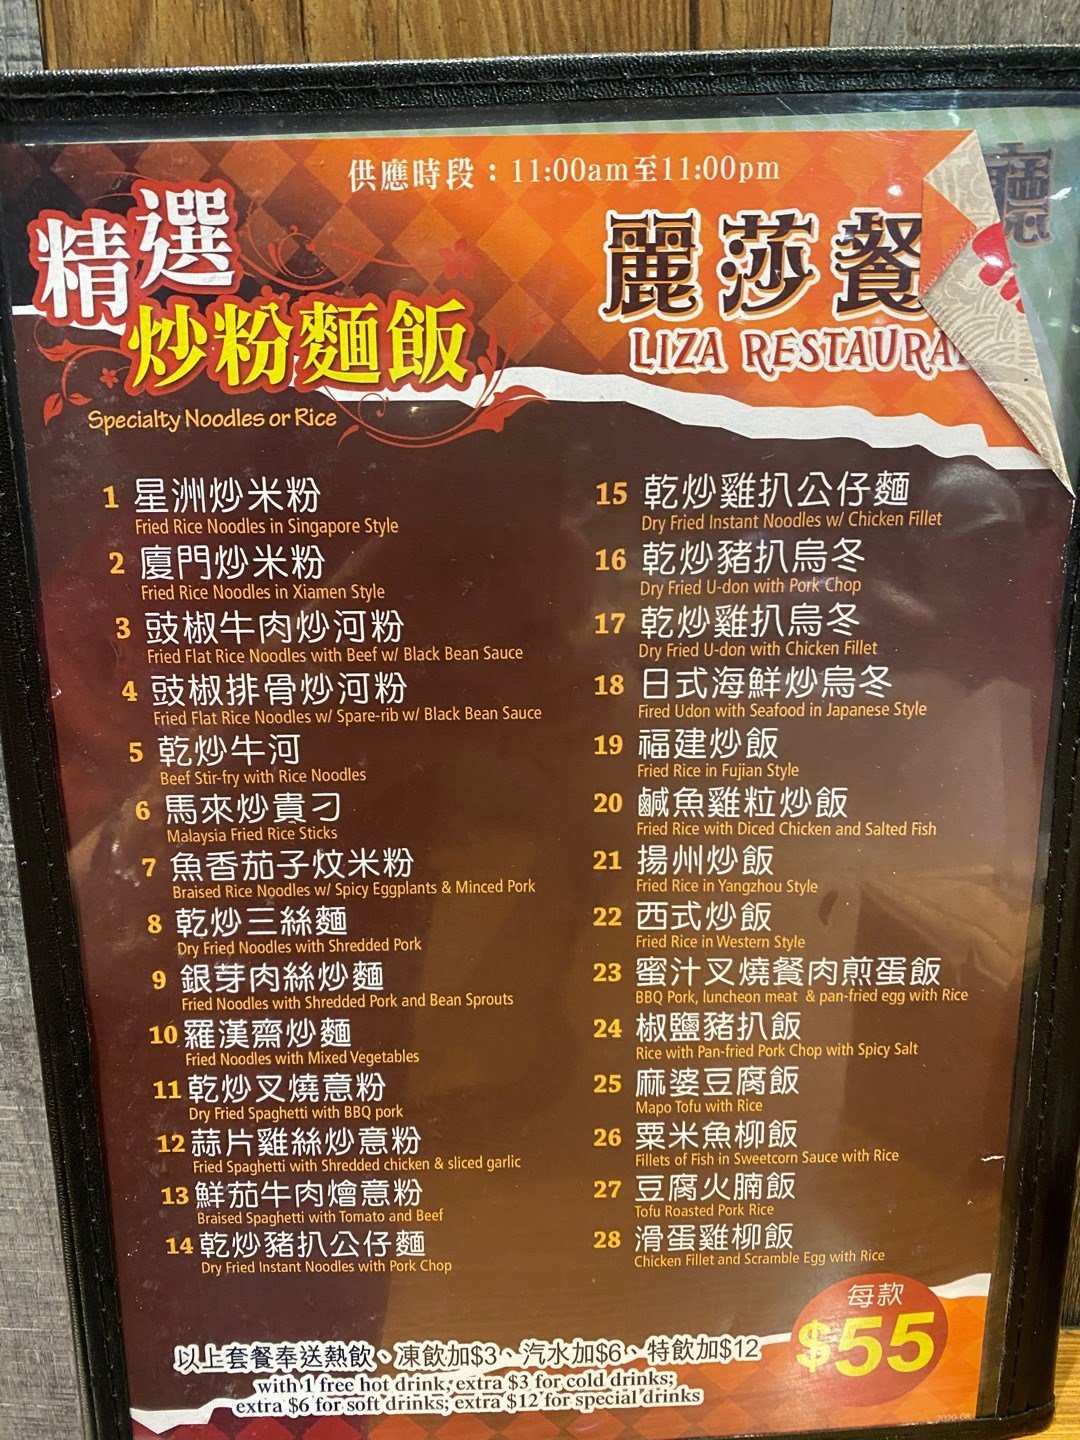 供應時段：11:00am至11:00pm
精選
炒粉麵飯
Specialty Noodles or Rice
麗莎餐
廳
LIZA RESTAURA
1 星洲炒米粉
Fried Rice Noodles in Singapore Style
2 廈門炒米粉
Fried Rice Noodles in Xiamen Style
3 豉椒牛肉炒河粉
Fried Flat Rice Noodles with Beef w/ Black Bean Sauce
4 豉椒排骨炒河粉
Fried Flat Rice Noodles w/ Spare-rib w/ Black Bean Sauce
5 乾炒牛河
Beef Stir-fry with Rice Noodles
6 馬來炒貴刁
Malaysia Fried Rice Sticks
7 魚香茄子炆米粉
Braised Rice Noodles w/ Spicy Eggplants & Minced Pork
8 乾炒三絲麵
Dry Fried Noodles with Shredded Pork
9 銀芽肉絲炒麵
Fried Noodles with Shredded Pork and Bean Sprouts
10 羅漢齋炒麵
Fried Noodles with Mixed Vegetables
11 乾炒叉燒意粉
Dry Fried Spaghetti with BBQ pork
12 蒜片雞絲炒意粉
Fried Spaghetti with Shredded chicken & sliced garlic
13 鮮茄牛肉燴意粉
Braised Spaghetti with Tomato and Beef
14 乾炒豬扒公仔麵
Dry Fried Instant Noodles with Pork Chop
15 乾炒雞扒公仔麵
Dry Fried Instant Noodles w/ Chicken Fillet
16 乾炒豬扒烏冬
Dry Fried U-don with Pork Chop
17 乾炒雞扒烏冬
Dry Fried U-don with Chicken Fillet
18 日式海鮮炒烏冬
Fired Udon with Seafood in Japanese Style
19 福建炒飯
Fried Rice in Fujian Style
20 鹹魚雞粒炒飯
Fried Rice with Diced Chicken and Salted Fish
21 揚州炒飯
Fried Rice in Yangzhou Style
22 西式炒飯
Fried Rice in Western Style
23 蜜汁叉燒餐肉煎蛋飯
BBQ Pork, luncheon meat & pan-fried egg with Rice
24 椒鹽豬扒飯
Rice with Pan-fried Pork Chop with Spicy Salt
25 麻婆豆腐飯
Mapo Tofu with Rice
26 粟米魚柳飯
Fillets of Fish in Sweetcorn Sauce with Rice
27 豆腐火腩飯
Tofu Roasted Pork Rice
28 滑蛋雞柳飯
Chicken Fillet and Scramble Egg with Rice
每款
$55
以上套餐奉送熱飲、凍飲加$3、汽水加$6、特飲加$12
with 1 free hot drink, extra $3 for cold drinks;
extra $6 for soft drinks; extra $12 for special drinks
2020-08